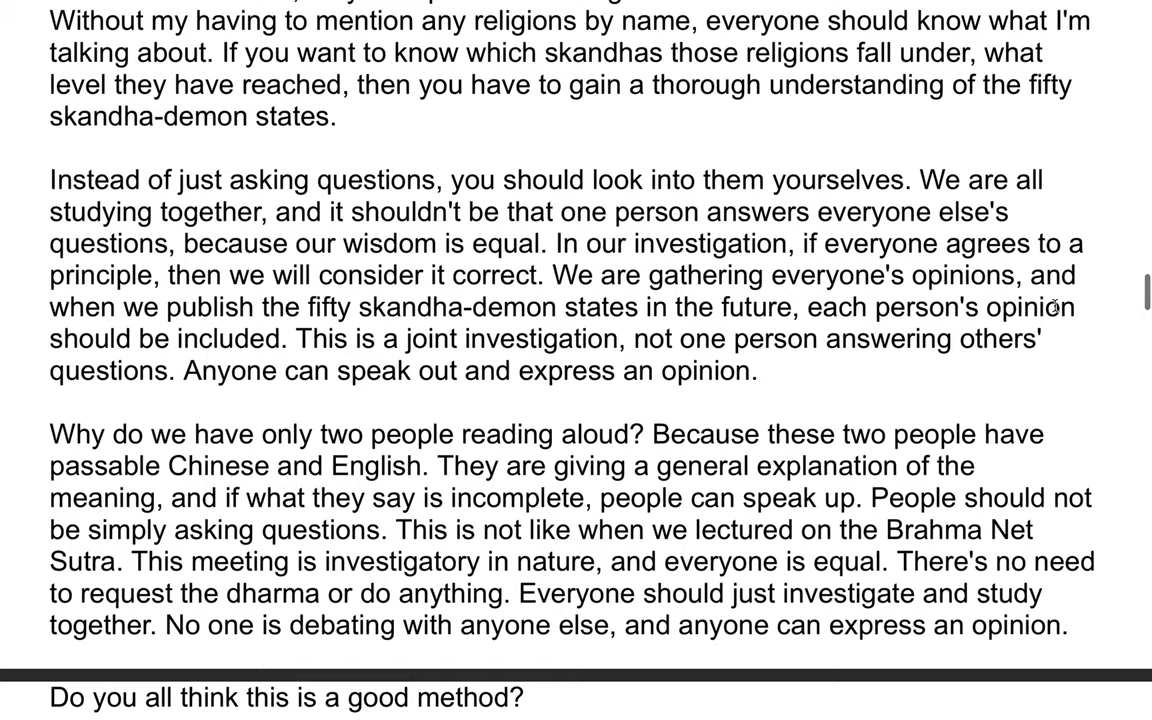 Without my having to mention any religions by name, everyone should know what I'm
talking about. If you want to know which skandhas those religions fall under, what
level they have reached, then you have to gain a thorough understanding of the fifty
skandha-demon states.
Instead of just asking questions, you should look into them yourselves. We are all
studying together, and it shouldn't be that one person answers everyone else's
questions, because our wisdom is equal. In our investigation, if everyone agrees to a
principle, then we will consider it correct. We are gathering everyone's opinions, and
when we publish the fifty skandha-demon states in the future, each person's opinion
should be included. This is a joint investigation, not one person answering others'
questions. Anyone can speak out and express an opinion.
Why do we have only two people reading aloud? Because these two people have
passable Chinese and English. They are giving a general explanation of the
meaning, and if what they say is incomplete, people can speak up. People should not
be simply asking questions. This is not like when we lectured on the Brahma Net
Sutra. This meeting is investigatory in nature, and everyone is equal. There's no need
to request the dharma or do anything. Everyone should just investigate and study
together. No one is debating with anyone else, and anyone can express an opinion.
Do you all think this is a good method?